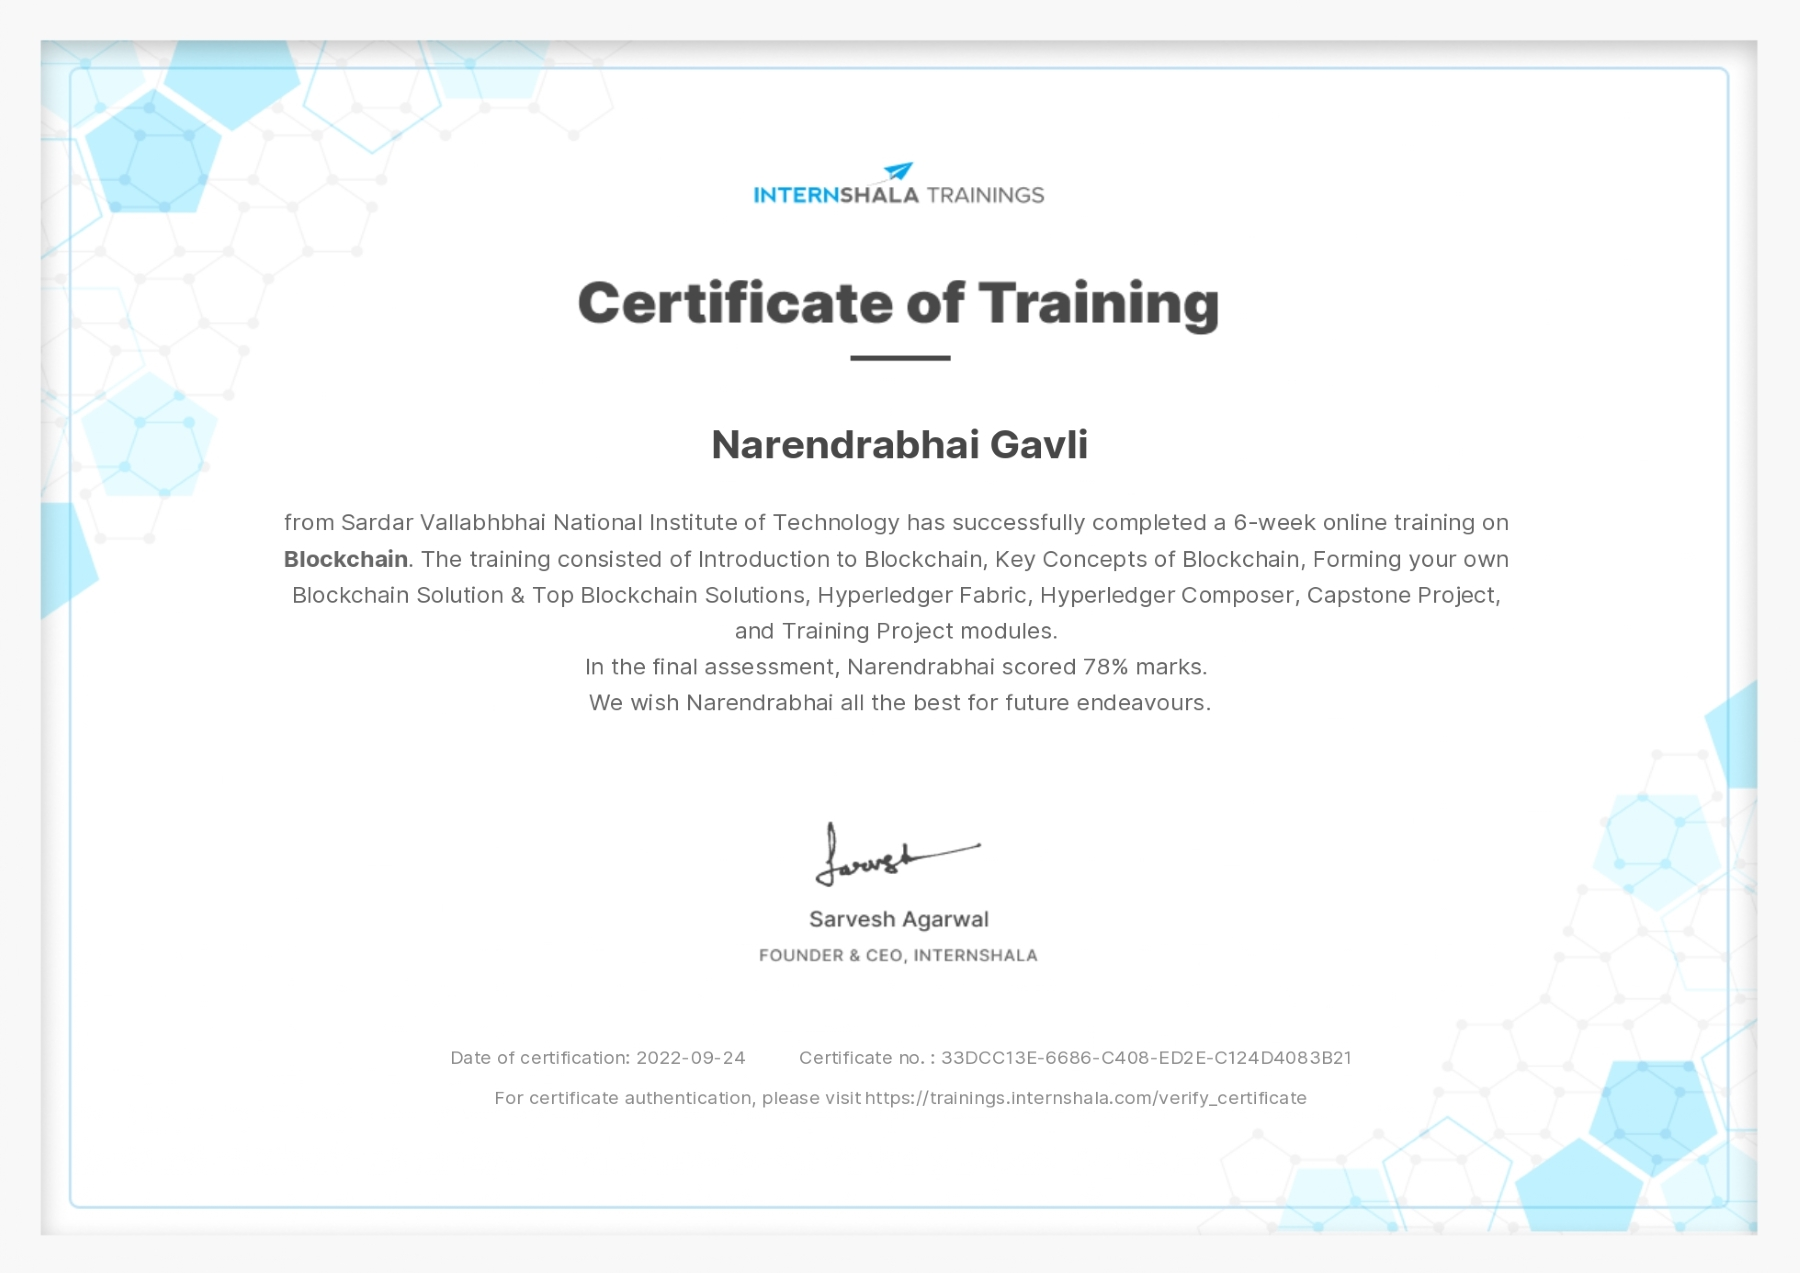 INTERNSHALA TRAININGS
Certificate of Training
Narendrabhai Gavli
from Sardar Vallabhbhai National Institute of Technology has successfully completed a 6-week online training on
Blockchain. The training consisted of Introduction to Blockchain, Key Concepts of Blockchain, Forming your own
Blockchain Solution & Top Blockchain Solutions, Hyperledger Fabric, Hyperledger Composer, Capstone Project,
and Training Project modules.
In the final assessment, Narendrabhai scored 78% marks.
We wish Narendrabhai all the best for future endeavours.
Sarvesh
Sarvesh Agarwal
FOUNDER & CEO, INTERNSHALA
Date of certification: 2022-09-24 Certificate no. : 33DCC13E-6686-C408-ED2E-C124D4083B21
For certificate authentication, please visit https://trainings.internshala.com/verify_certificate